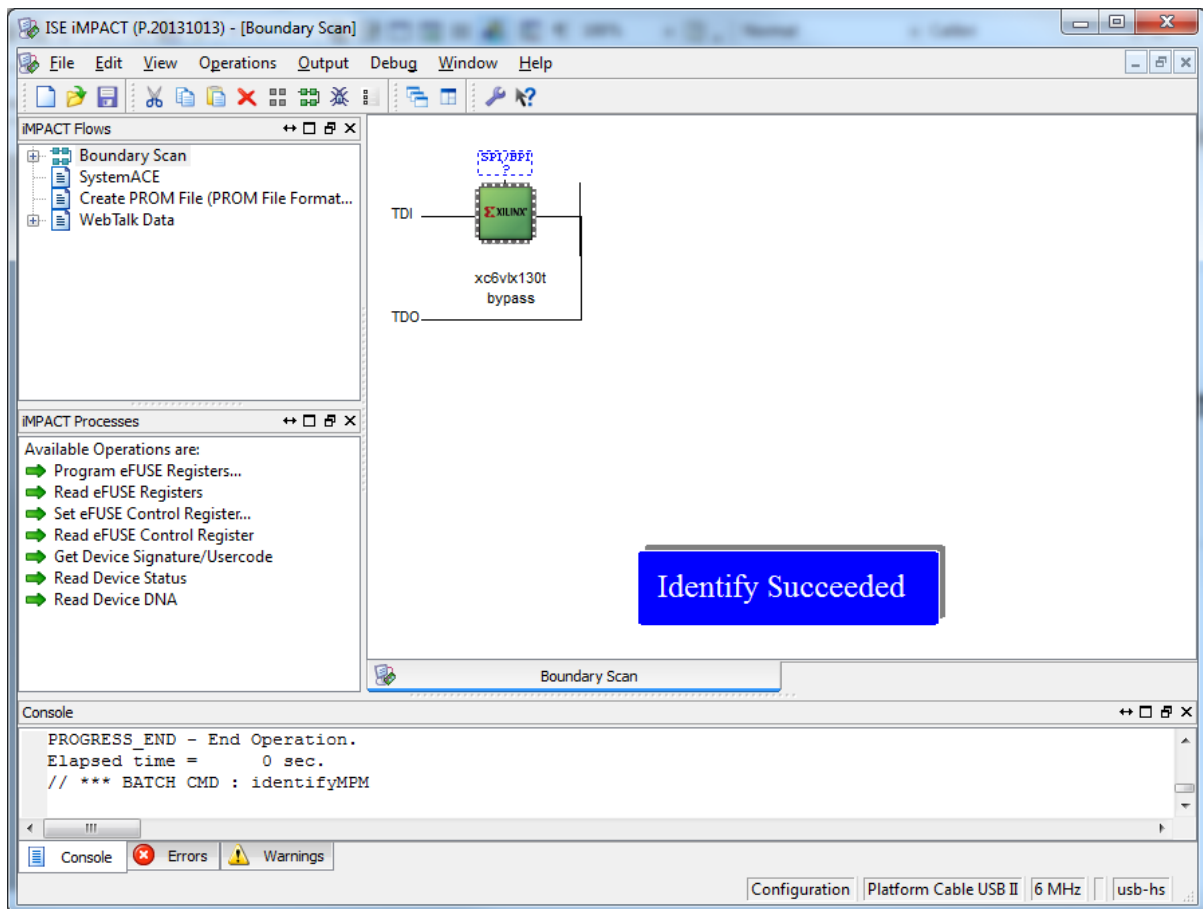 ISE iMPACT (P.20131013) - [Boundary Scan]
File Edit View Operations Output Debug Window Help
iMPACT Flows
Boundary Scan
SystemACE
Create PROM File (PROM File Format...
WebTalk Data
SPI/BPI
?
TDI
XILINX
xc6vlx130t
bypass
TDO
iMPACT Processes
Available Operations are:
Program eFUSE Registers...
Read eFUSE Registers
Set eFUSE Control Register...
Read eFUSE Control Register
Get Device Signature/Usercode
Read Device Status
Read Device DNA
Identify Succeeded
Boundary Scan
Console
PROGRESS_END - End Operation.
Elapsed time =      0 sec.
// *** BATCH CMD : identifyMPM
Console Errors Warnings
Configuration Platform Cable USB II 6 MHz usb-hs